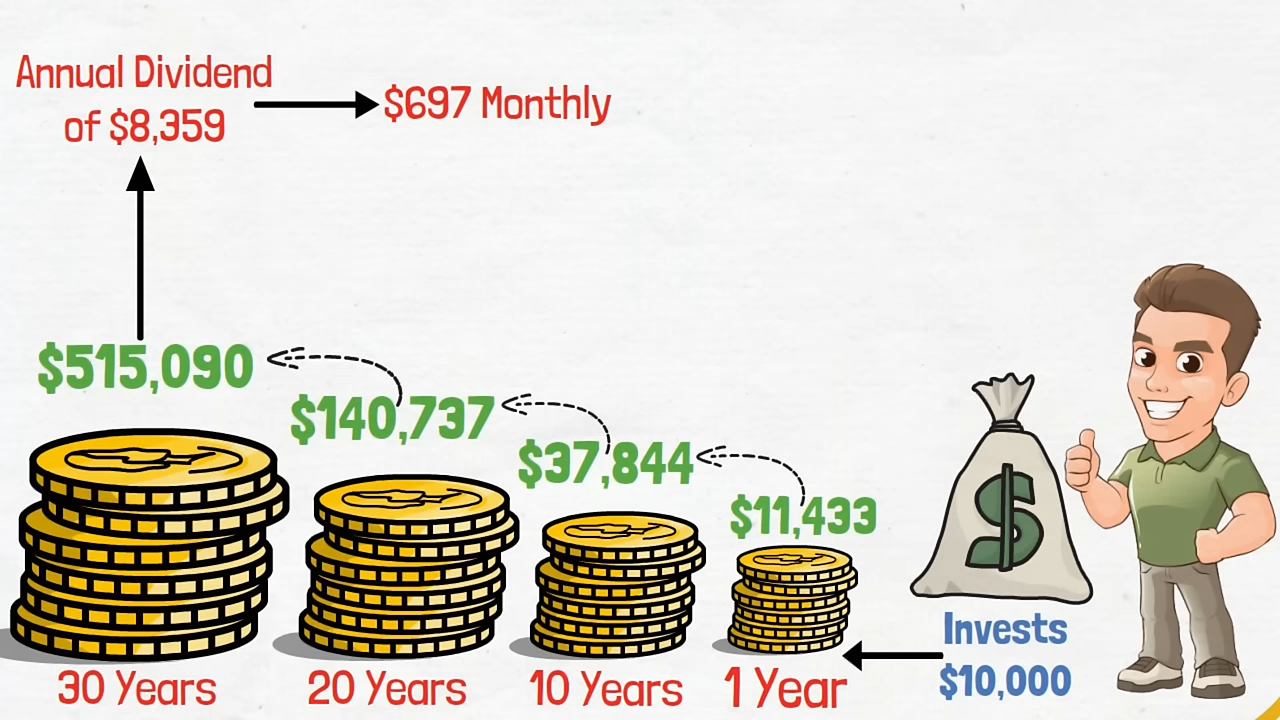 Annual Dividend
of $8,359
$697 Monthly
$515,090
$140,737
$37,844
$11,433
$
Invests
$10,000
30 Years
20 Years
10 Years
1 Year